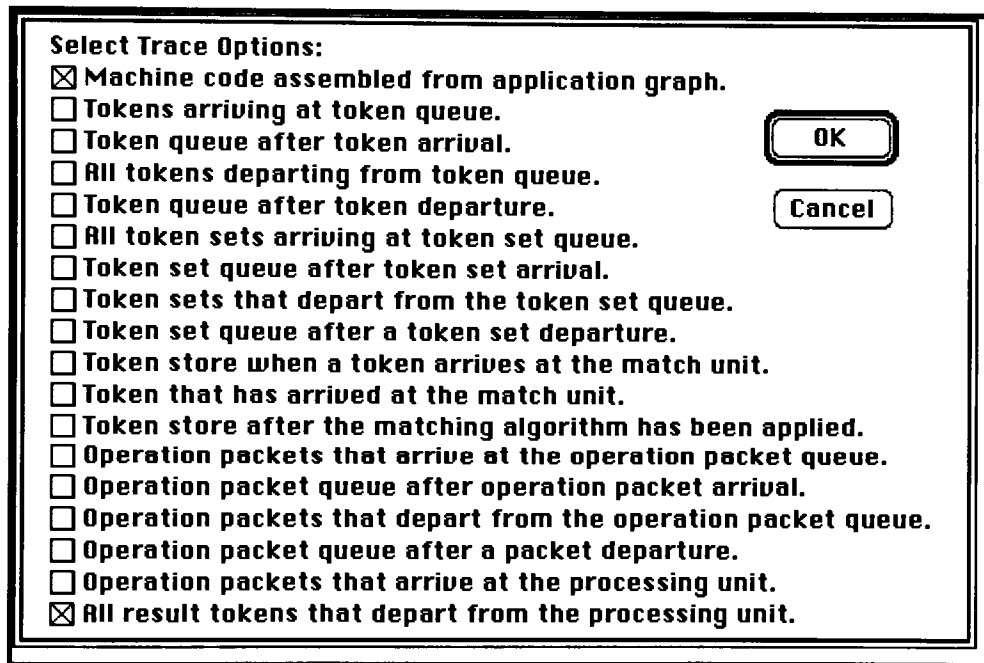 Select Trace Options:
Machine code assembled from application graph.
Tokens arriving at token queue.
Token queue after token arrival.
All tokens departing from token queue.
Token queue after token departure.
All token sets arriving at token set queue.
Token set queue after token set arrival.
Token sets that depart from the token set queue.
Token set queue after a token set departure.
Token store when a token arrives at the match unit.
Token that has arrived at the match unit.
Token store after the matching algorithm has been applied.
Operation packets that arrive at the operation packet queue.
Operation packet queue after operation packet arrival.
Operation packets that depart from the operation packet queue.
Operation packet queue after a packet departure.
Operation packets that arrive at the processing unit.
All result tokens that depart from the processing unit.
OK
Cancel